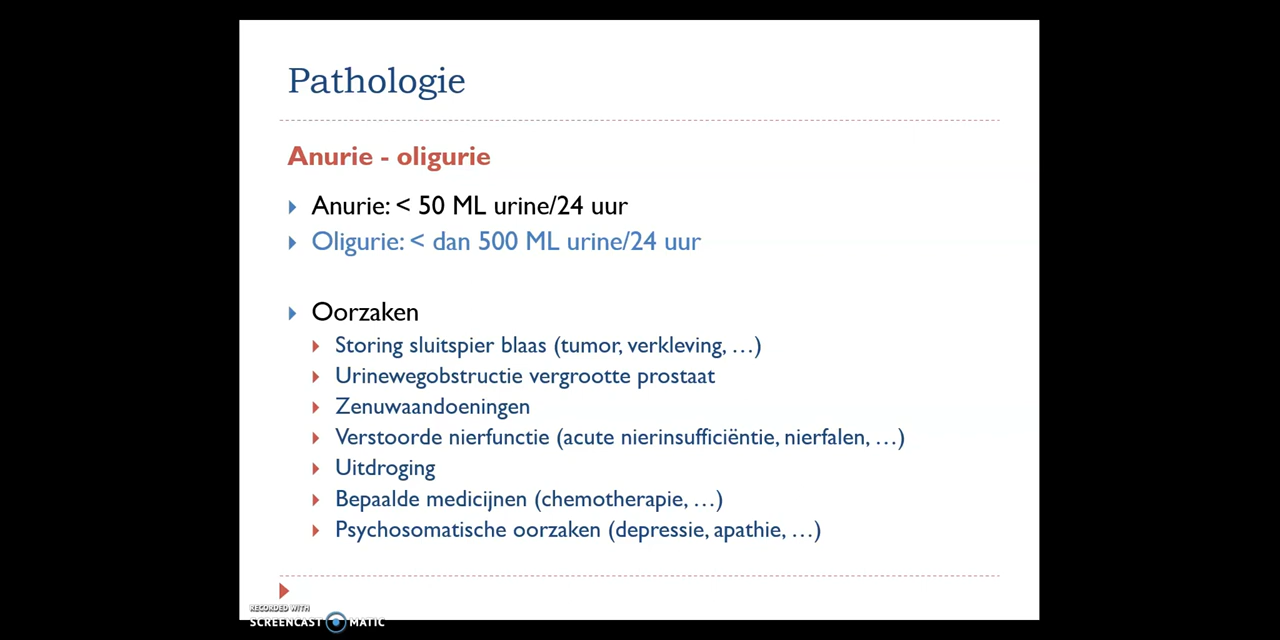 Pathologie
Anurie - oligurie
Anurie: < 50 ML urine/24 uur
Oligurie: < dan 500 ML urine/24 uur
Oorzaken
Storing sluitspier blaas (tumor, verkleving, …)
Urinewegobstructie vergrootte prostaat
Zenuwaandoeningen
Verstoorde nierfunctie (acute nierinsufficiëntie, nierfalen, …)
Uitdroging
Bepaalde medicijnen (chemotherapie, …)
Psychosomatische oorzaken (depressie, apathie, …)
RECORDED WITH
SCREENCAST MATIC